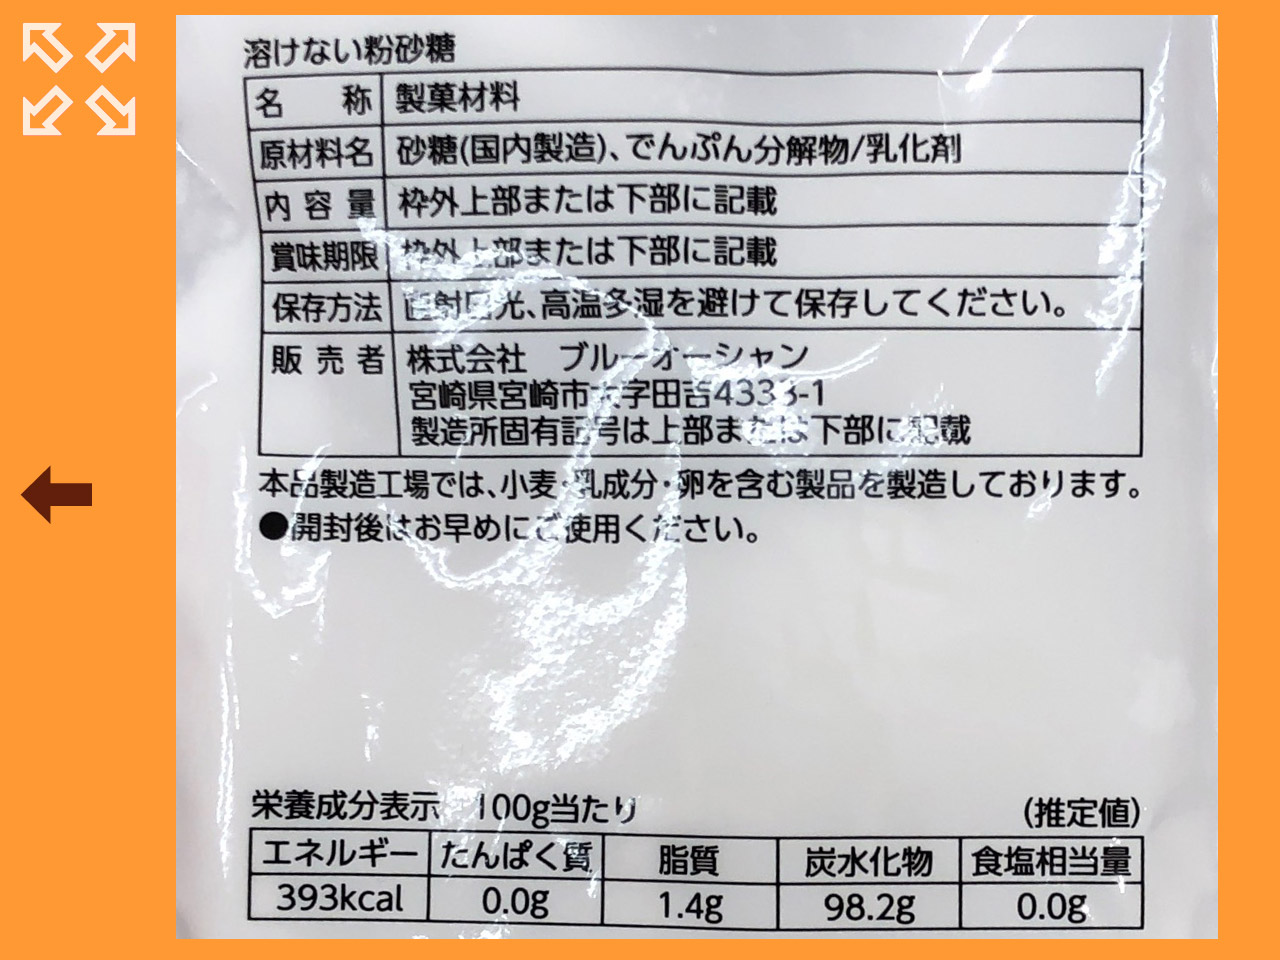 溶けない粉砂糖
名 称 製菓材料
原材料名 砂糖(国内製造)、でんぷん分解物/乳化剤
内容量 枠外上部または下部に記載
賞味期限 枠外上部または下部に記載
保存方法 直射日光、高温多湿を避けて保存してください。
販売者 株式会社 ブルーオーシャン
宮崎県宮崎市大字田吉4333-1
製造所固有記号は上部または下部に記載
本品製造工場では、小麦・乳成分・卵を含む製品を製造しております。
●開封後はお早めにご使用ください。
栄養成分表示 100g当たり (推定値)
エネルギー たんぱく質 脂質 炭水化物 食塩相当量
393kcal 0.0g 1.4g 98.2g 0.0g